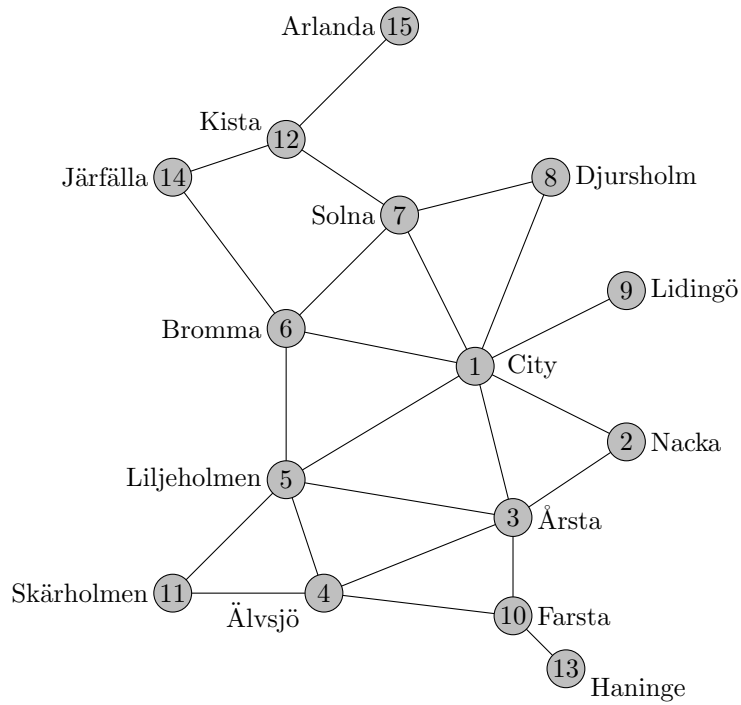 Arlanda 15
Kista
12
Järfälla 14
8 Djursholm
Solna 7
9 Lidingö
Bromma 6
1 City
2 Nacka
Liljeholmen 5
3 Årsta
Skärholmen 11
4
Älvsjö
10 Farsta
13
Haninge